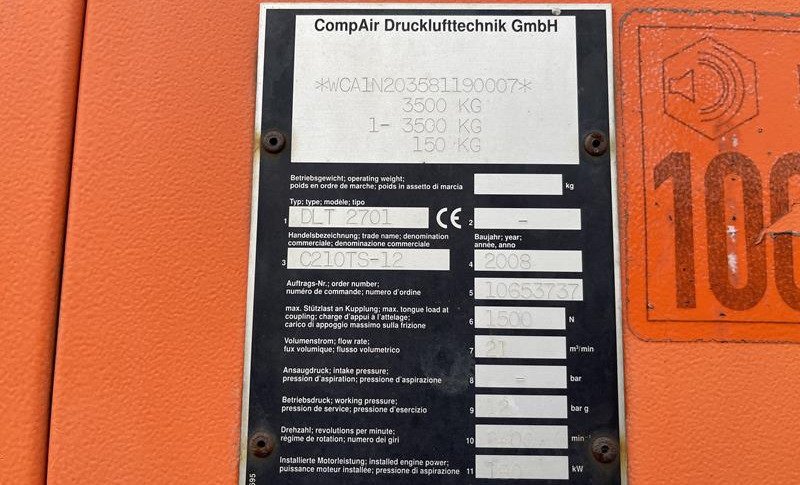 CompAir Drucklufttechnik GmbH
*WCA1N203581190007*
3500 KG
1- 3500 KG
150 KG
Betriebsgewicht; operating weight;
poids en ordre de marche; poids in assetto di marcia
kg
Typ; type; modèle; tipo
1 DLT 2701 CE 2 -
Handelsbezeichnung; trade name; denomination
commerciale; denominazione commerciale
3 C210TS-12
Baujahr; year;
année, anno
4 2008
Auftrags-Nr.; order number;
numéro de commande; numero d'ordine
5 10653737
max. Stützlast an Kupplung; max. tongue load at
coupling; charge d'appui à l'attelage;
carico di appoggio massimo sulla frizione
6 1500 N
Volumenstrom; flow rate;
fux volumique; flusso volumetrico
7 21 m³/min
Ansaugdruck; intake pressure;
pression d'aspiration; pressione d'aspirazione
8 - bar
Betriebsdruck; working pressure;
pression de service; pressione d'esercizio
9 12 bar g
Drehzahl; revolutions per minute;
régime de rotation; numero dei giri
10
Installierte Motorleistung; installed engine power;
puissance moteur installée; pressione di aspirazione
11 kW
595
100